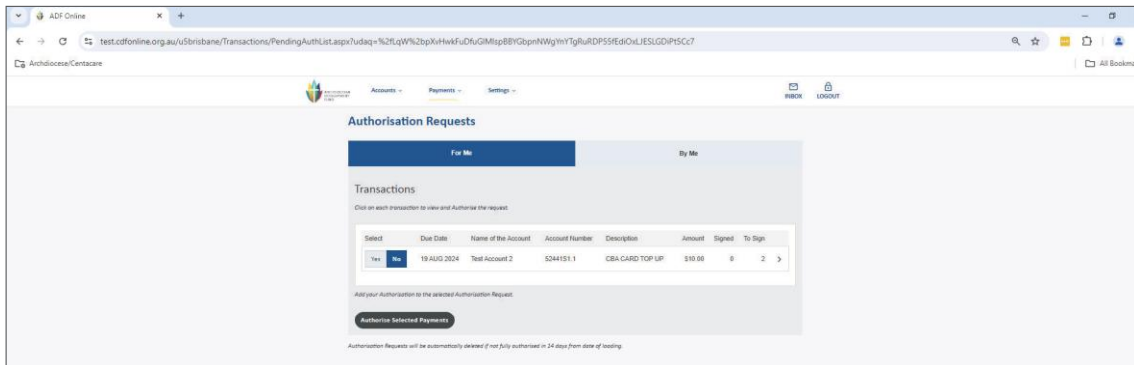 ADF Online
test.cdfonline.org.au/u5brisbane/Transactions/PendingAuthList.aspx?udaq=%2fLqW%2bpXvHwkFuDfuGlMIspBBYGbpnNWgYnYTgRuRDP55fEdiOxLJESLGDiPtSCc7
Archdiocese/Centacare
All Bookma
Accounts Payments Settings INBOX LOGOUT
Authorisation Requests
For Me By Me
Transactions
Click on each transaction to view and Authorise the request.
Select Due Date Name of the Account Account Number Description Amount Signed To Sign
Yes No 19 AUG 2024 Test Account 2 5244151.1 CBA CARD TOP UP $10.00 0 2
Add your Authorisation to the selected Authorisation Request.
Authorise Selected Payments
Authorisation Requests will be automatically deleted if not fully authorised in 14 days from date of loading.